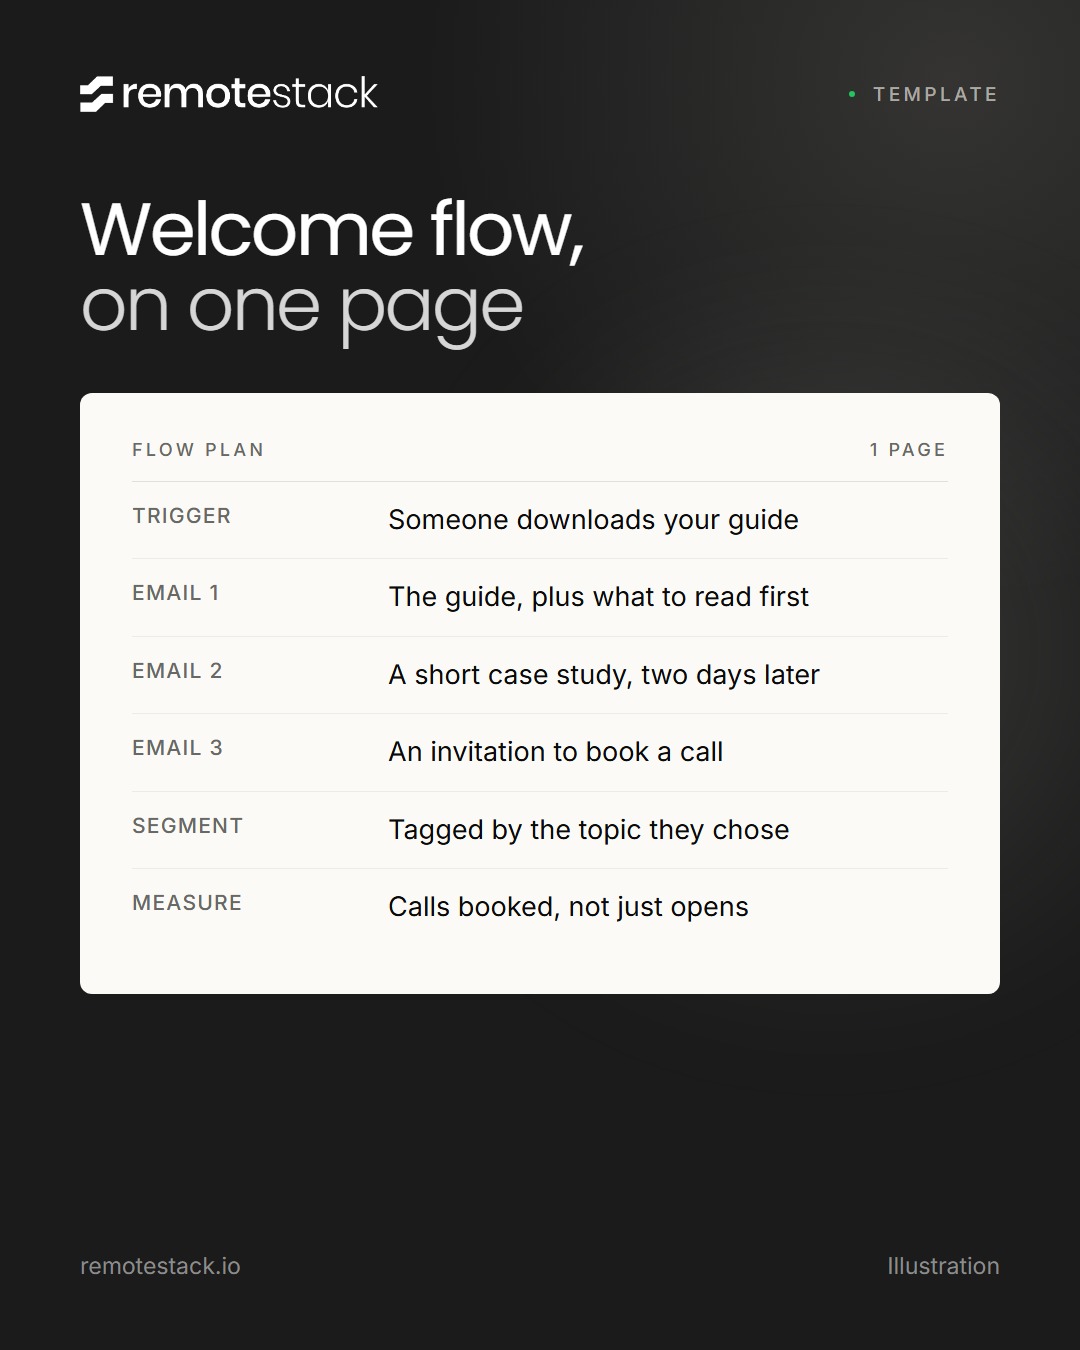 remotestack
TEMPLATE
Welcome flow,
on one page
FLOW PLAN
1 PAGE
TRIGGER
Someone downloads your guide
EMAIL 1
The guide, plus what to read first
EMAIL 2
A short case study, two days later
EMAIL 3
An invitation to book a call
SEGMENT
Tagged by the topic they chose
MEASURE
Calls booked, not just opens
remotestack.io
Illustration